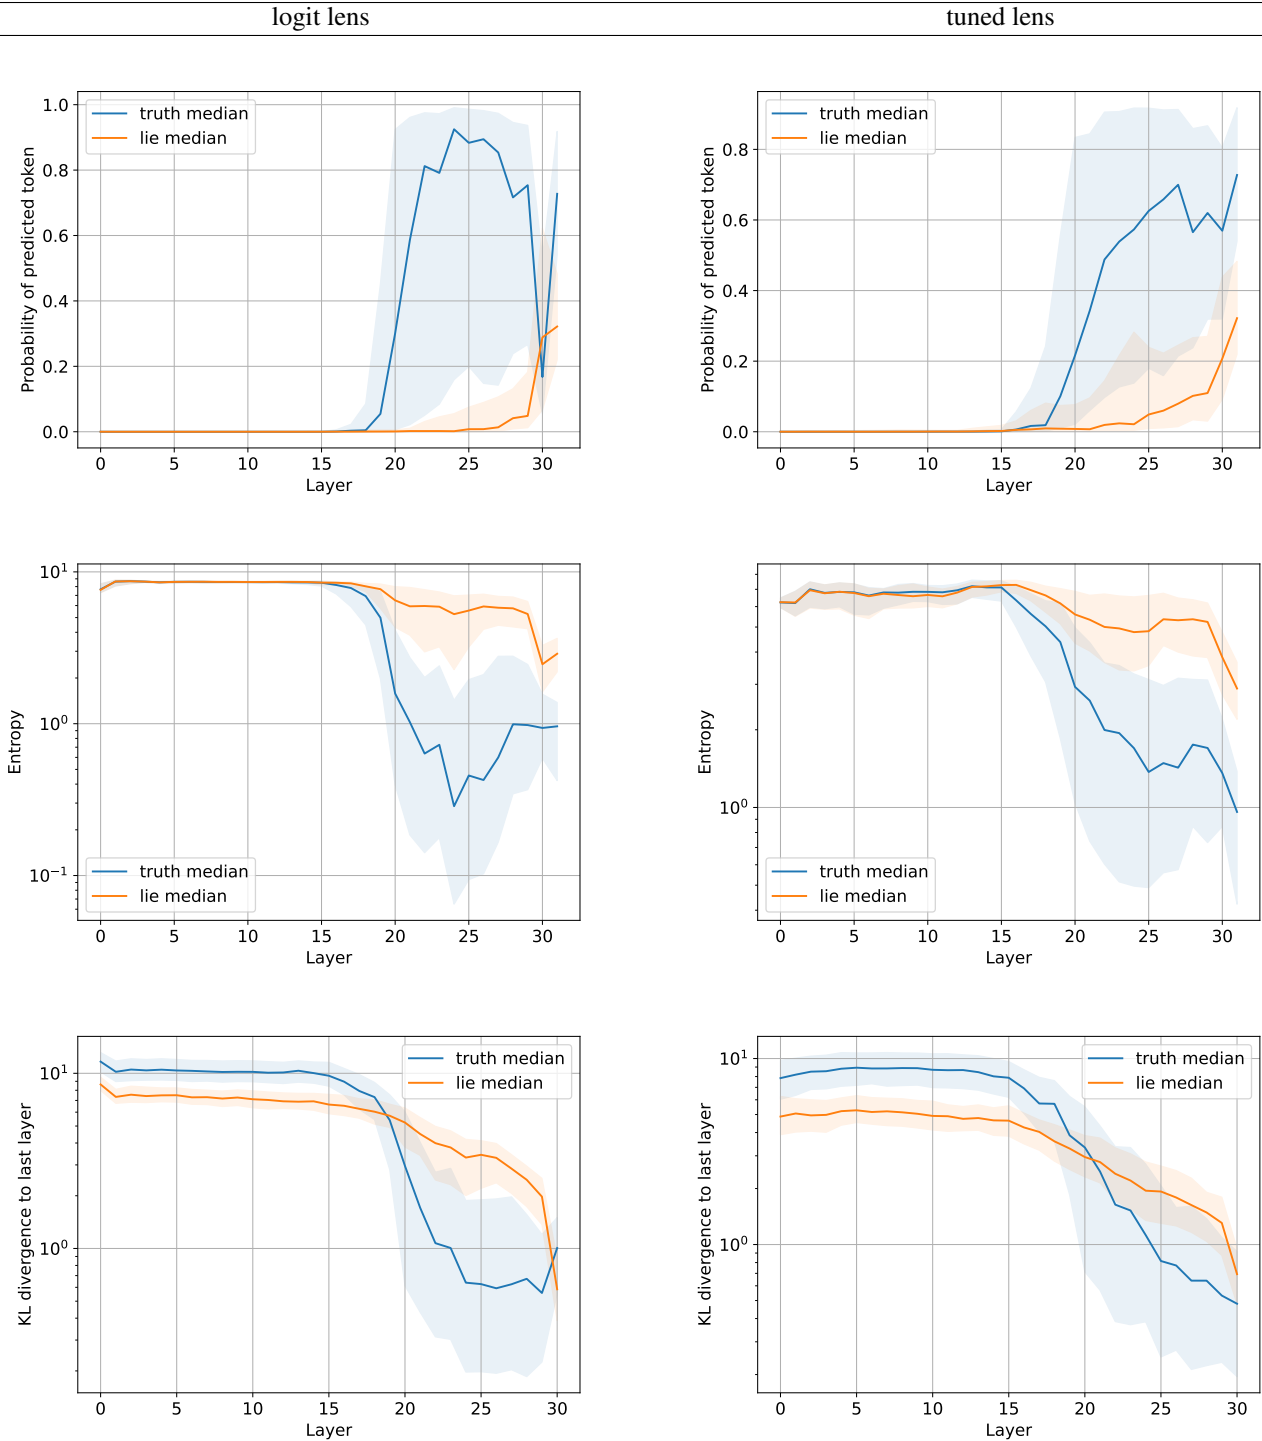 logit lens
tuned lens
1.0
0.8
0.6
0.4
0.2
0.0
Probability of predicted token
truth median
lie median
0 5 10 15 20 25 30
Layer
0.8
0.6
0.4
0.2
0.0
Probability of predicted token
truth median
lie median
0 5 10 15 20 25 30
Layer
10¹
10⁰
10⁻¹
Entropy
truth median
lie median
0 5 10 15 20 25 30
Layer
10⁰
Entropy
truth median
lie median
0 5 10 15 20 25 30
Layer
10¹
10⁰
KL divergence to last layer
truth median
lie median
0 5 10 15 20 25 30
Layer
10¹
10⁰
KL divergence to last layer
truth median
lie median
0 5 10 15 20 25 30
Layer